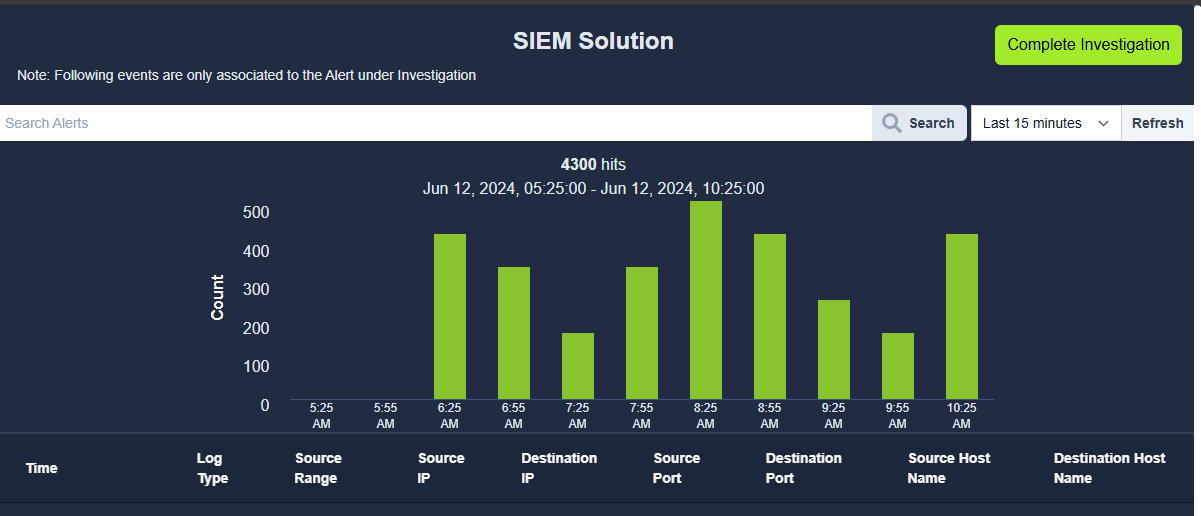 SIEM Solution
Complete Investigation
Note: Following events are only associated to the Alert under Investigation
Search Alerts
Search
Last 15 minutes
Refresh
4300 hits
Jun 12, 2024, 05:25:00 - Jun 12, 2024, 10:25:00
Count
500
400
300
200
100
0
5:25 AM
5:55 AM
6:25 AM
6:55 AM
7:25 AM
7:55 AM
8:25 AM
8:55 AM
9:25 AM
9:55 AM
10:25 AM
Time
Log Type
Source Range
Source IP
Destination IP
Source Port
Destination Port
Source Host Name
Destination Host Name